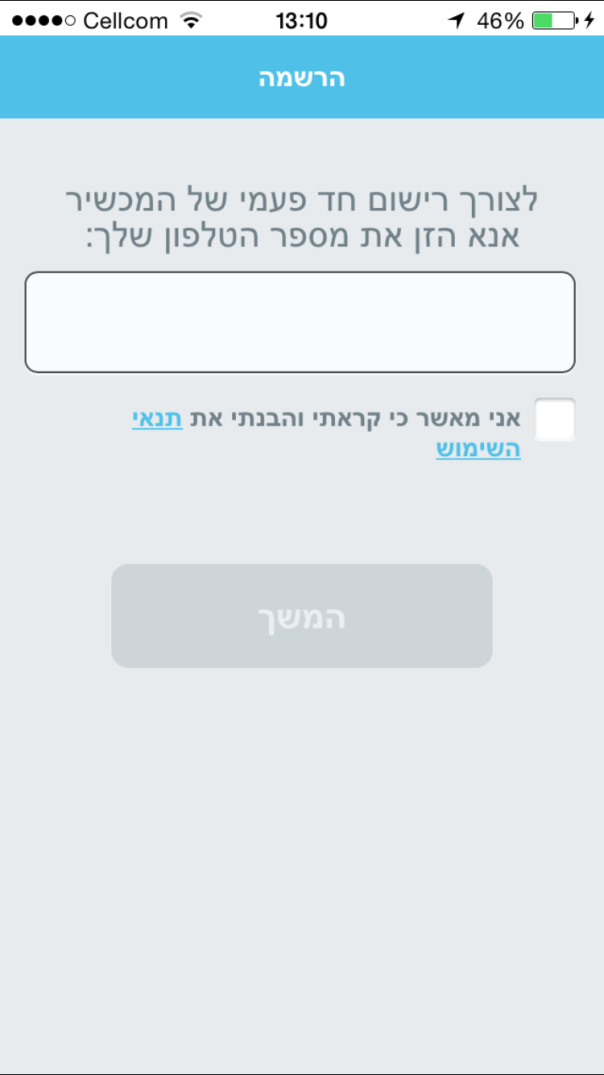 Cellcom 13:10 46%
הרשמה
לצורך רישום חד פעמי של המכשיר
אנא הזן את מספר הטלפון שלך:
אני מאשר כי קראתי והבנתי את תנאי
השימוש
המשך